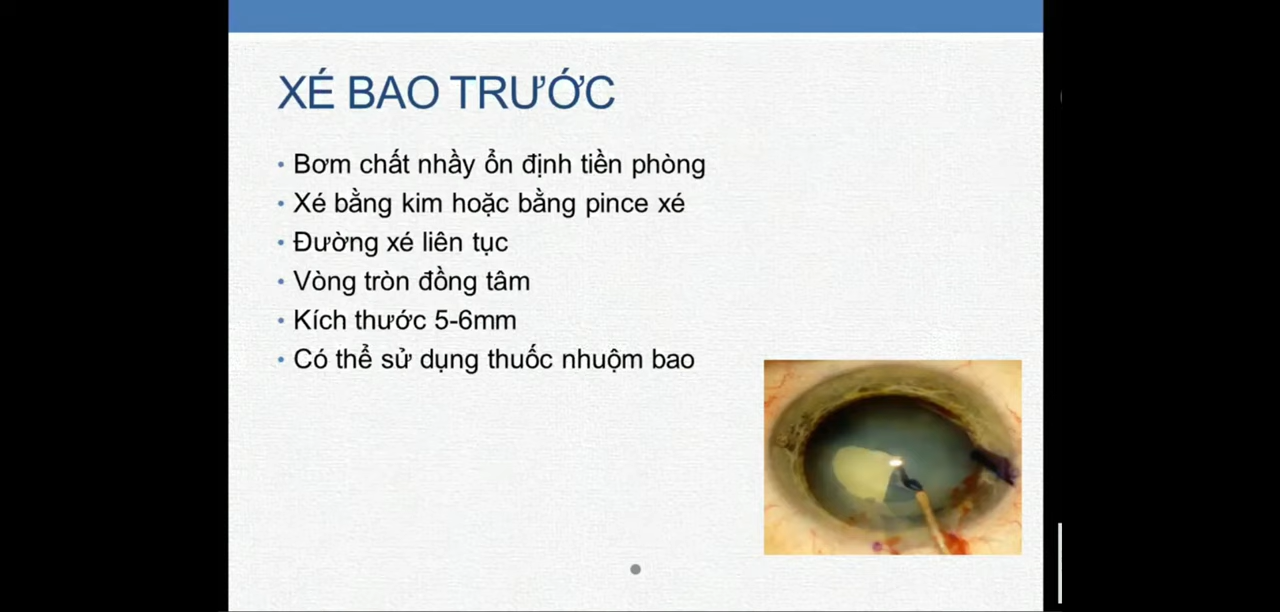 XÉ BAO TRƯỚC
• Bơm chất nhầy ổn định tiền phòng
• Xé bằng kim hoặc bằng pince xé
• Đường xé liên tục
• Vòng tròn đồng tâm
• Kích thước 5-6mm
• Có thể sử dụng thuốc nhuộm bao